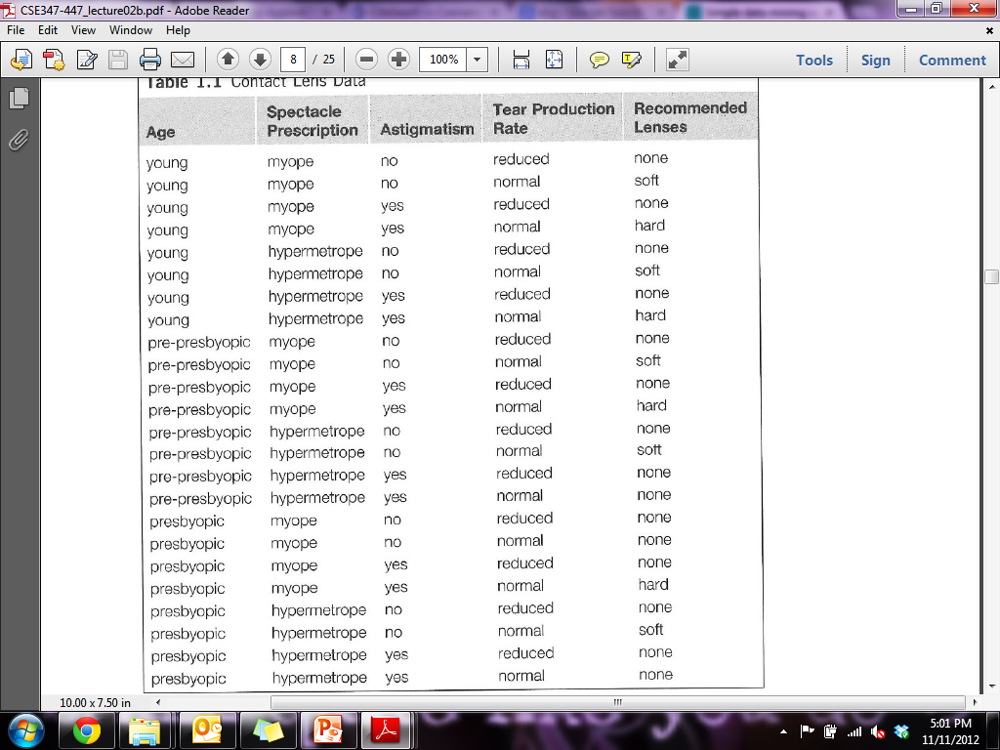 CSE347-447_lecture02b.pdf - Adobe Reader
File Edit View Window Help
8 / 25 100% Tools Sign Comment
Table 1.1 Contact Lens Data
Age Spectacle Prescription Astigmatism Tear Production Rate Recommended Lenses
young myope no reduced none
young myope no normal soft
young myope yes reduced none
young myope yes normal hard
young hypermetrope no reduced none
young hypermetrope no normal soft
young hypermetrope yes reduced none
young hypermetrope yes normal hard
pre-presbyopic myope no reduced none
pre-presbyopic myope no normal soft
pre-presbyopic myope yes reduced none
pre-presbyopic myope yes normal hard
pre-presbyopic hypermetrope no reduced none
pre-presbyopic hypermetrope no normal soft
pre-presbyopic hypermetrope yes reduced none
pre-presbyopic hypermetrope yes normal none
presbyopic myope no reduced none
presbyopic myope no normal none
presbyopic myope yes reduced none
presbyopic myope yes normal hard
presbyopic hypermetrope no reduced none
presbyopic hypermetrope no normal soft
presbyopic hypermetrope yes reduced none
presbyopic hypermetrope yes normal none
10.00 x 7.50 in
5:01 PM
11/11/2012